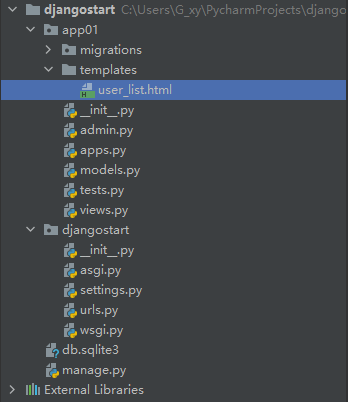 djangostart C:\Users\G_xy\PycharmProjects\django
app01
migrations
templates
user_list.html
__init__.py
admin.py
apps.py
models.py
tests.py
views.py
djangostart
__init__.py
asgi.py
settings.py
urls.py
wsgi.py
db.sqlite3
manage.py
External Libraries